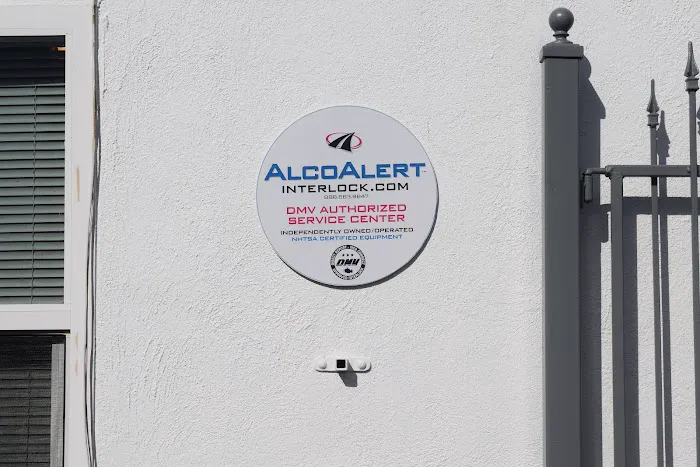 ALCOALERT
INTERLOCK.COM
DMV AUTHORIZED
SERVICE CENTER
INDEPENDENTLY OWNED/OPERATED
NHTSA CERTIFIED EQUIPMENT
DMV